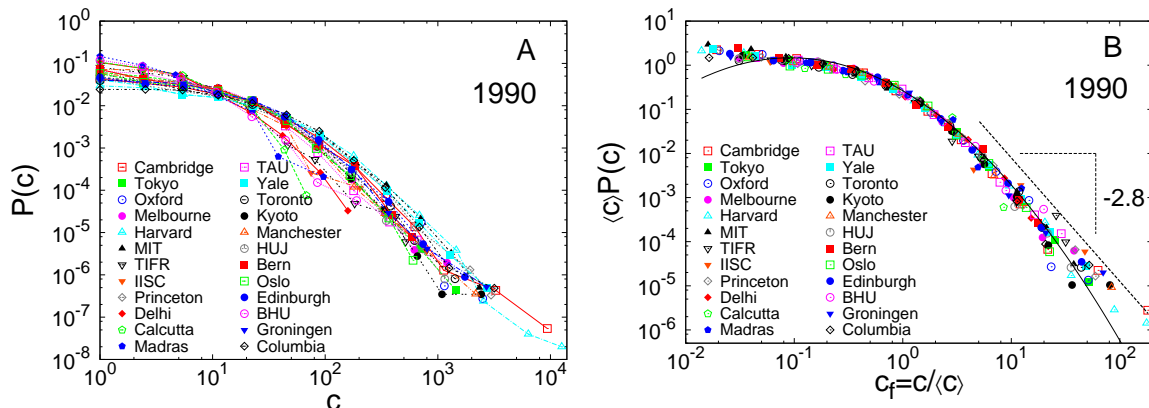 A
1990
P(c)
10^0
10^-1
10^-2
10^-3
10^-4
10^-5
10^-6
10^-7
10^-8
Cambridge TAU
Tokyo Yale
Oxford Toronto
Melbourne Kyoto
Harvard Manchester
MIT HUJ
TIFR Bern
IISC Oslo
Princeton Edinburgh
Delhi BHU
Calcutta Groningen
Madras Columbia
10^0 10^1 10^2 10^3 10^4
c
B
1990
⟨c⟩P(c)
10^1
10^0
10^-1
10^-2
10^-3
10^-4
10^-5
10^-6
Cambridge TAU
Tokyo Yale
Oxford Toronto
Melbourne Kyoto
Harvard Manchester
MIT HUJ
TIFR Bern
IISC Oslo
Princeton Edinburgh
Delhi BHU
Calcutta Groningen
Madras Columbia
-2.8
10^-2 10^-1 10^0 10^1 10^2
c_f=c/⟨c⟩